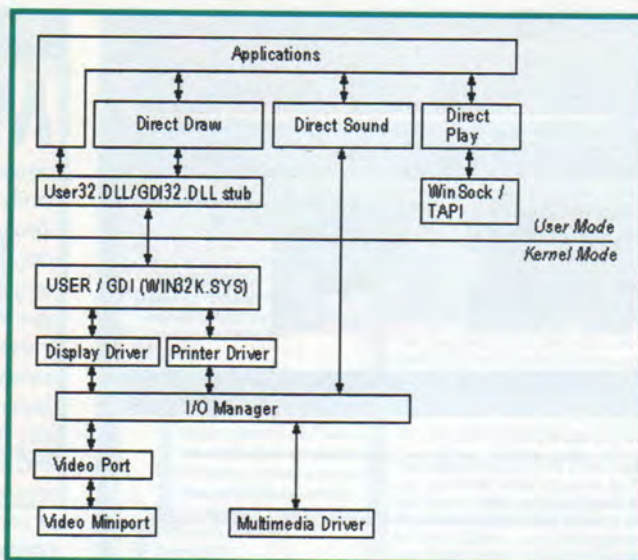 Applications
Direct Draw
Direct Sound
Direct
Play
User32.DLL/GDI32.DLL stub
WinSock /
TAPI
User Mode
Kernel Mode
USER / GDI (WIN32K.SYS)
Display Driver
Printer Driver
I/O Manager
Video Port
Video Miniport
Multimedia Driver